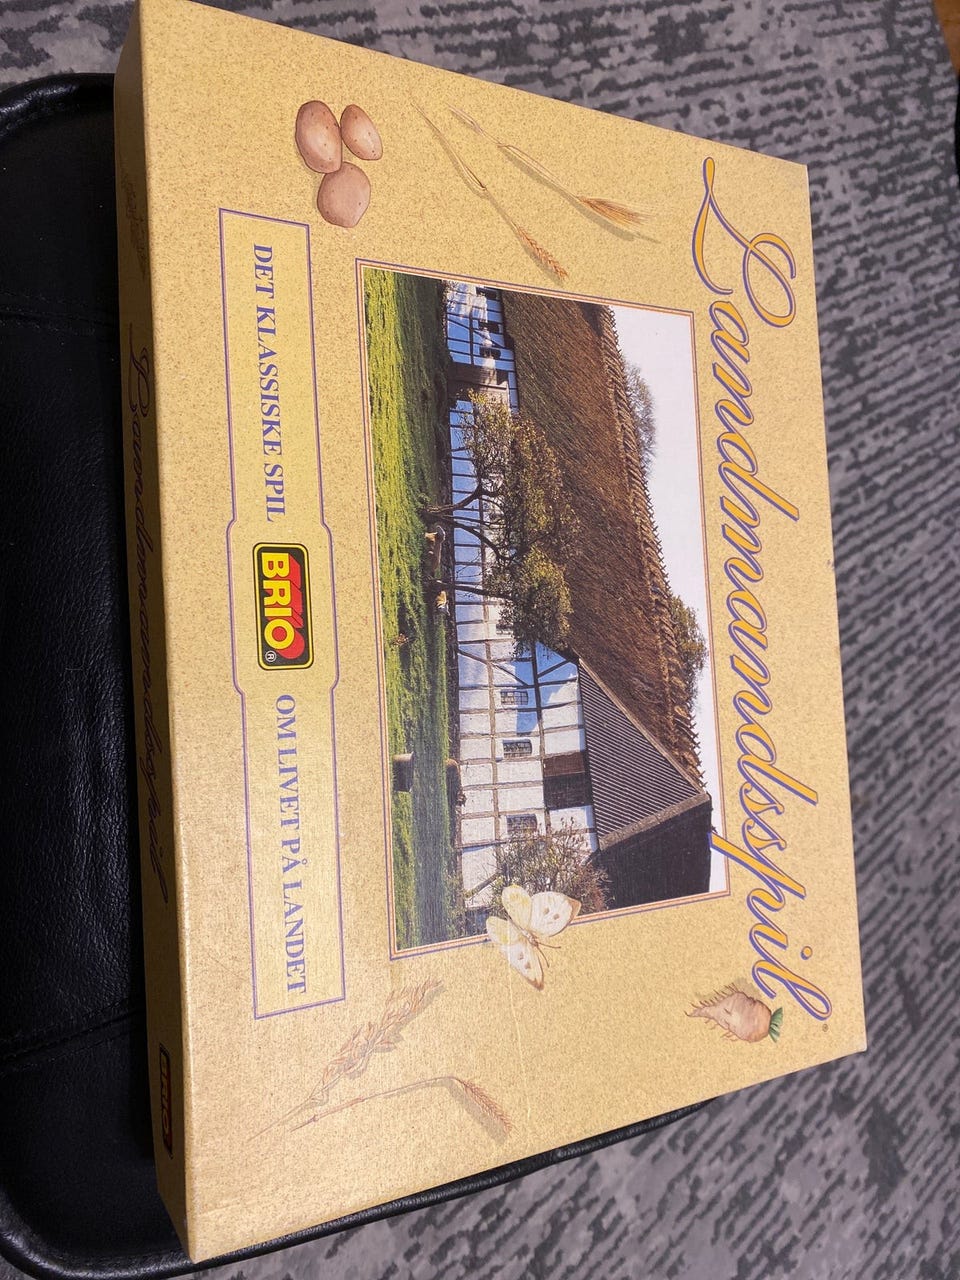 Landmandsspil®
DET KLASSISKE SPIL BRIO® OM LIVET PÅ LANDET
Landmandsspil
BRIO